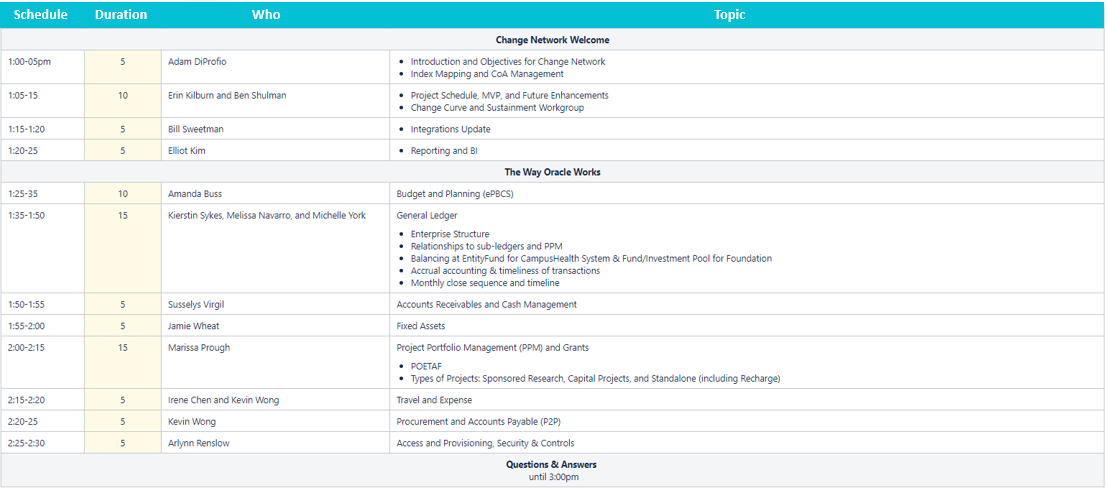 Schedule Duration Who Topic
Change Network Welcome
1:00-05pm 5 Adam DiProfio • Introduction and Objectives for Change Network
• Index Mapping and CoA Management
1:05-15 10 Erin Kilburn and Ben Shulman • Project Schedule, MVP, and Future Enhancements
• Change Curve and Sustainment Workgroup
1:15-1:20 5 Bill Sweetman • Integrations Update
1:20-25 5 Elliot Kim • Reporting and BI
The Way Oracle Works
1:25-35 10 Amanda Buss Budget and Planning (ePBCS)
1:35-1:50 15 Kierstin Sykes, Melissa Navarro, and Michelle York General Ledger
• Enterprise Structure
• Relationships to sub-ledgers and PPM
• Balancing at EntityFund for CampusHealth System & Fund/Investment Pool for Foundation
• Accrual accounting & timeliness of transactions
• Monthly close sequence and timeline
1:50-1:55 5 Susselys Virgil Accounts Receivables and Cash Management
1:55-2:00 5 Jamie Wheat Fixed Assets
2:00-2:15 15 Marissa Prough Project Portfolio Management (PPM) and Grants
• POETAF
• Types of Projects: Sponsored Research, Capital Projects, and Standalone (including Recharge)
2:15-2:20 5 Irene Chen and Kevin Wong Travel and Expense
2:20-25 5 Kevin Wong Procurement and Accounts Payable (P2P)
2:25-2:30 5 Arlynn Renslow Access and Provisioning, Security & Controls
Questions & Answers
until 3:00pm